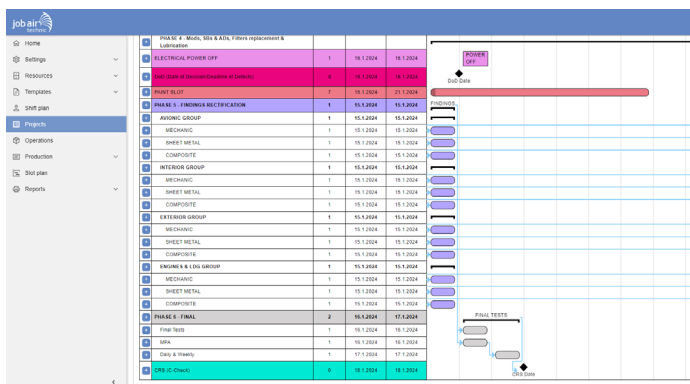 job air
technic
Home
Settings
Resources
Templates
Shift plan
Projects
Operations
Production
Slot plan
Reports
PHASE 4 - Mods, SBs & ADs, Filters replacement &
Lubrication
ELECTRICAL POWER OFF 1 16.1.2024 16.1.2024
POWER
OFF
DoD (Date of Decision/Deadline of Defects) 0 16.1.2024 16.1.2024
DoD Date
PAINT SLOT 7 15.1.2024 21.1.2024
PHASE 5 - FINDINGS RECTIFICATION 1 15.1.2024 15.1.2024 FINDINGS
AVIONIC GROUP 1 15.1.2024 15.1.2024
MECHANIC 1 15.1.2024 15.1.2024
SHEET METAL 1 15.1.2024 15.1.2024
COMPOSITE 1 15.1.2024 15.1.2024
INTERIOR GROUP 1 15.1.2024 15.1.2024
MECHANIC 1 15.1.2024 15.1.2024
SHEET METAL 1 15.1.2024 15.1.2024
COMPOSITE 1 15.1.2024 15.1.2024
EXTERIOR GROUP 1 15.1.2024 15.1.2024
MECHANIC 1 15.1.2024 15.1.2024
SHEET METAL 1 15.1.2024 15.1.2024
COMPOSITE 1 15.1.2024 15.1.2024
ENGINES & LDG GROUP 1 15.1.2024 15.1.2024
MECHANIC 1 15.1.2024 15.1.2024
SHEET METAL 1 15.1.2024 15.1.2024
COMPOSITE 1 15.1.2024 15.1.2024
PHASE 6 - FINAL 2 16.1.2024 17.1.2024 FINAL TESTS
Final Tests 1 16.1.2024 16.1.2024
MPA 1 16.1.2024 16.1.2024
Daily & Weekly 1 17.1.2024 17.1.2024
CRS (C-Check) 0 18.1.2024 18.1.2024
CRS Date